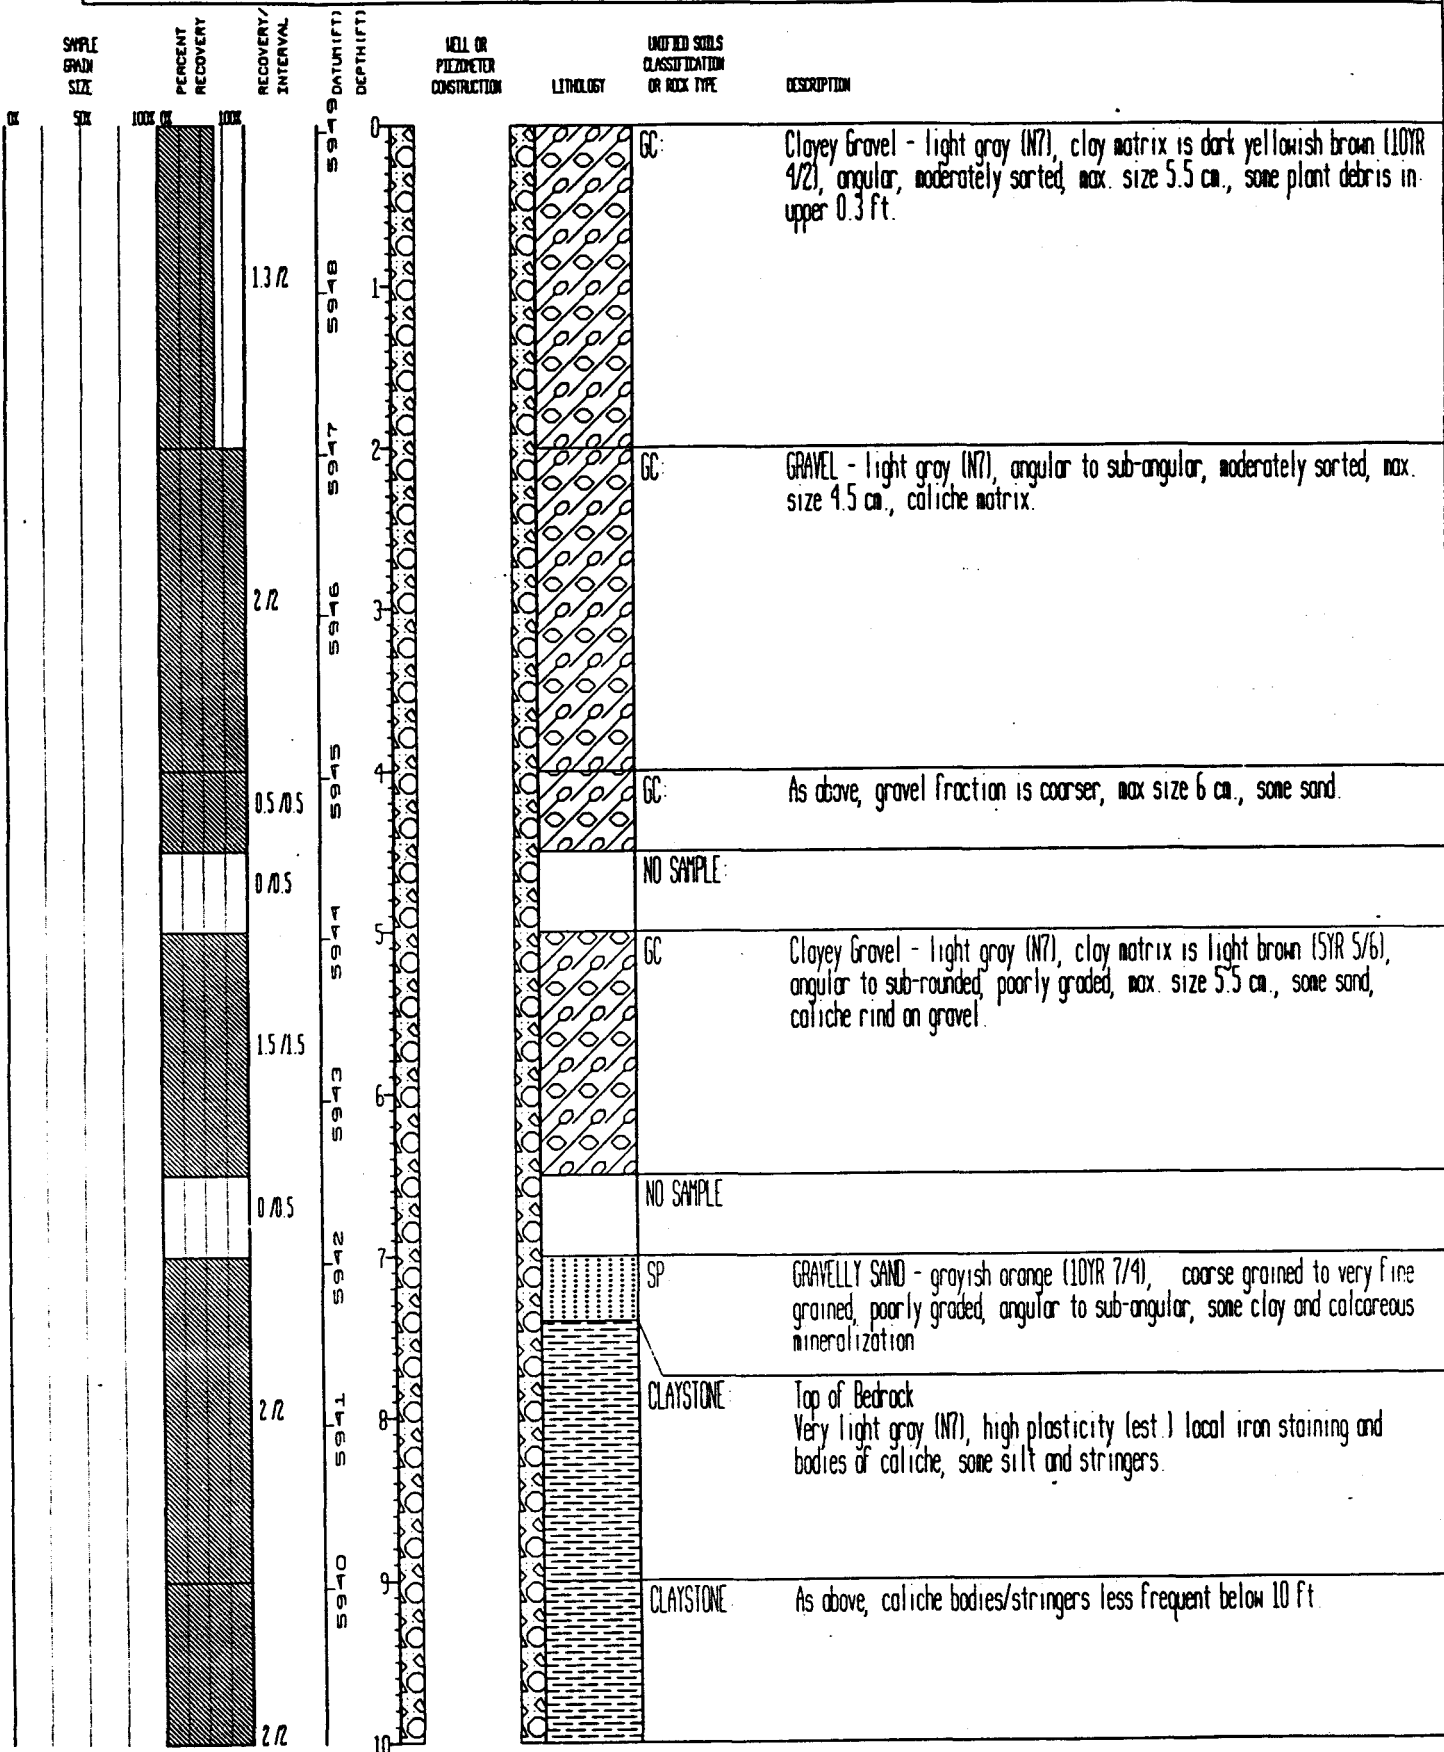 SAMPLE GRAIN SIZE
PERCENT RECOVERY
RECOVERY/ INTERVAL
DATUM(FT)
DEPTH(FT)
WELL OR PIEZOMETER CONSTRUCTION
LITHOLOGY
UNIFIED SOILS CLASSIFICATION OR ROCK TYPE
DESCRIPTION
0% 50% 100% 0% 100%
5949 0
GC: Clayey Gravel - light gray (N7), clay matrix is dark yellowish brown (10YR
4/2), angular, moderately sorted, max. size 5.5 cm., some plant debris in
upper 0.3 ft.
1.3/2 5948 1
5947 2
GC: GRAVEL - light gray (N7), angular to sub-angular, moderately sorted, max.
size 4.5 cm., caliche matrix.
2/2 5946 3
5945 4
0.5/0.5 GC: As above, gravel fraction is coarser, max size 6 cm., some sand.
0/0.5 NO SAMPLE:
5944 5
GC Clayey Gravel - light gray (N7), clay matrix is light brown (5YR 5/6),
angular to sub-rounded, poorly graded, max. size 5.5 cm., some sand,
caliche rind on gravel.
1.5/1.5
5943 6
0/0.5 NO SAMPLE
5942 7
SP GRAVELLY SAND - grayish orange (10YR 7/4), coarse grained to very fine
grained, poorly graded, angular to sub-angular, some clay and calcareous
mineralization
CLAYSTONE: Top of Bedrock
2/2 5941 8
Very light gray (N7), high plasticity (est.) local iron staining and
bodies of caliche, some silt and stringers.
5940 9
CLAYSTONE As above, caliche bodies/stringers less frequent below 10 ft
2/2 10